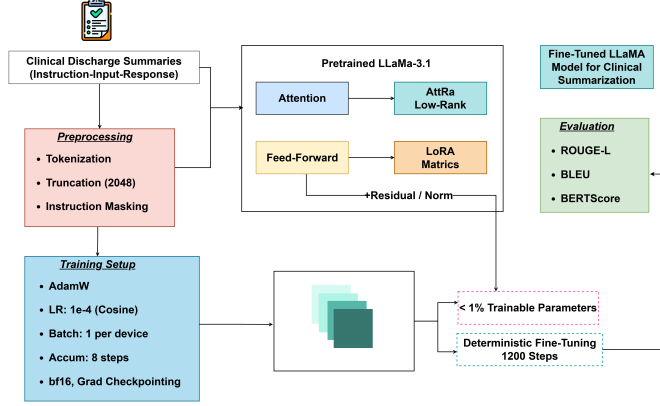 Clinical Discharge Summaries
(Instruction-Input-Response)
Preprocessing
• Tokenization
• Truncation (2048)
• Instruction Masking
Training Setup
• AdamW
• LR: 1e-4 (Cosine)
• Batch: 1 per device
• Accum: 8 steps
• bf16, Grad Checkpointing
Pretrained LLaMa-3.1
Attention
AttRa
Low-Rank
Feed-Forward
LoRA
Matrics
+Residual / Norm
< 1% Trainable Parameters
Deterministic Fine-Tuning
1200 Steps
Fine-Tuned LLaMA
Model for Clinical
Summarization
Evaluation
• ROUGE-L
• BLEU
• BERTScore